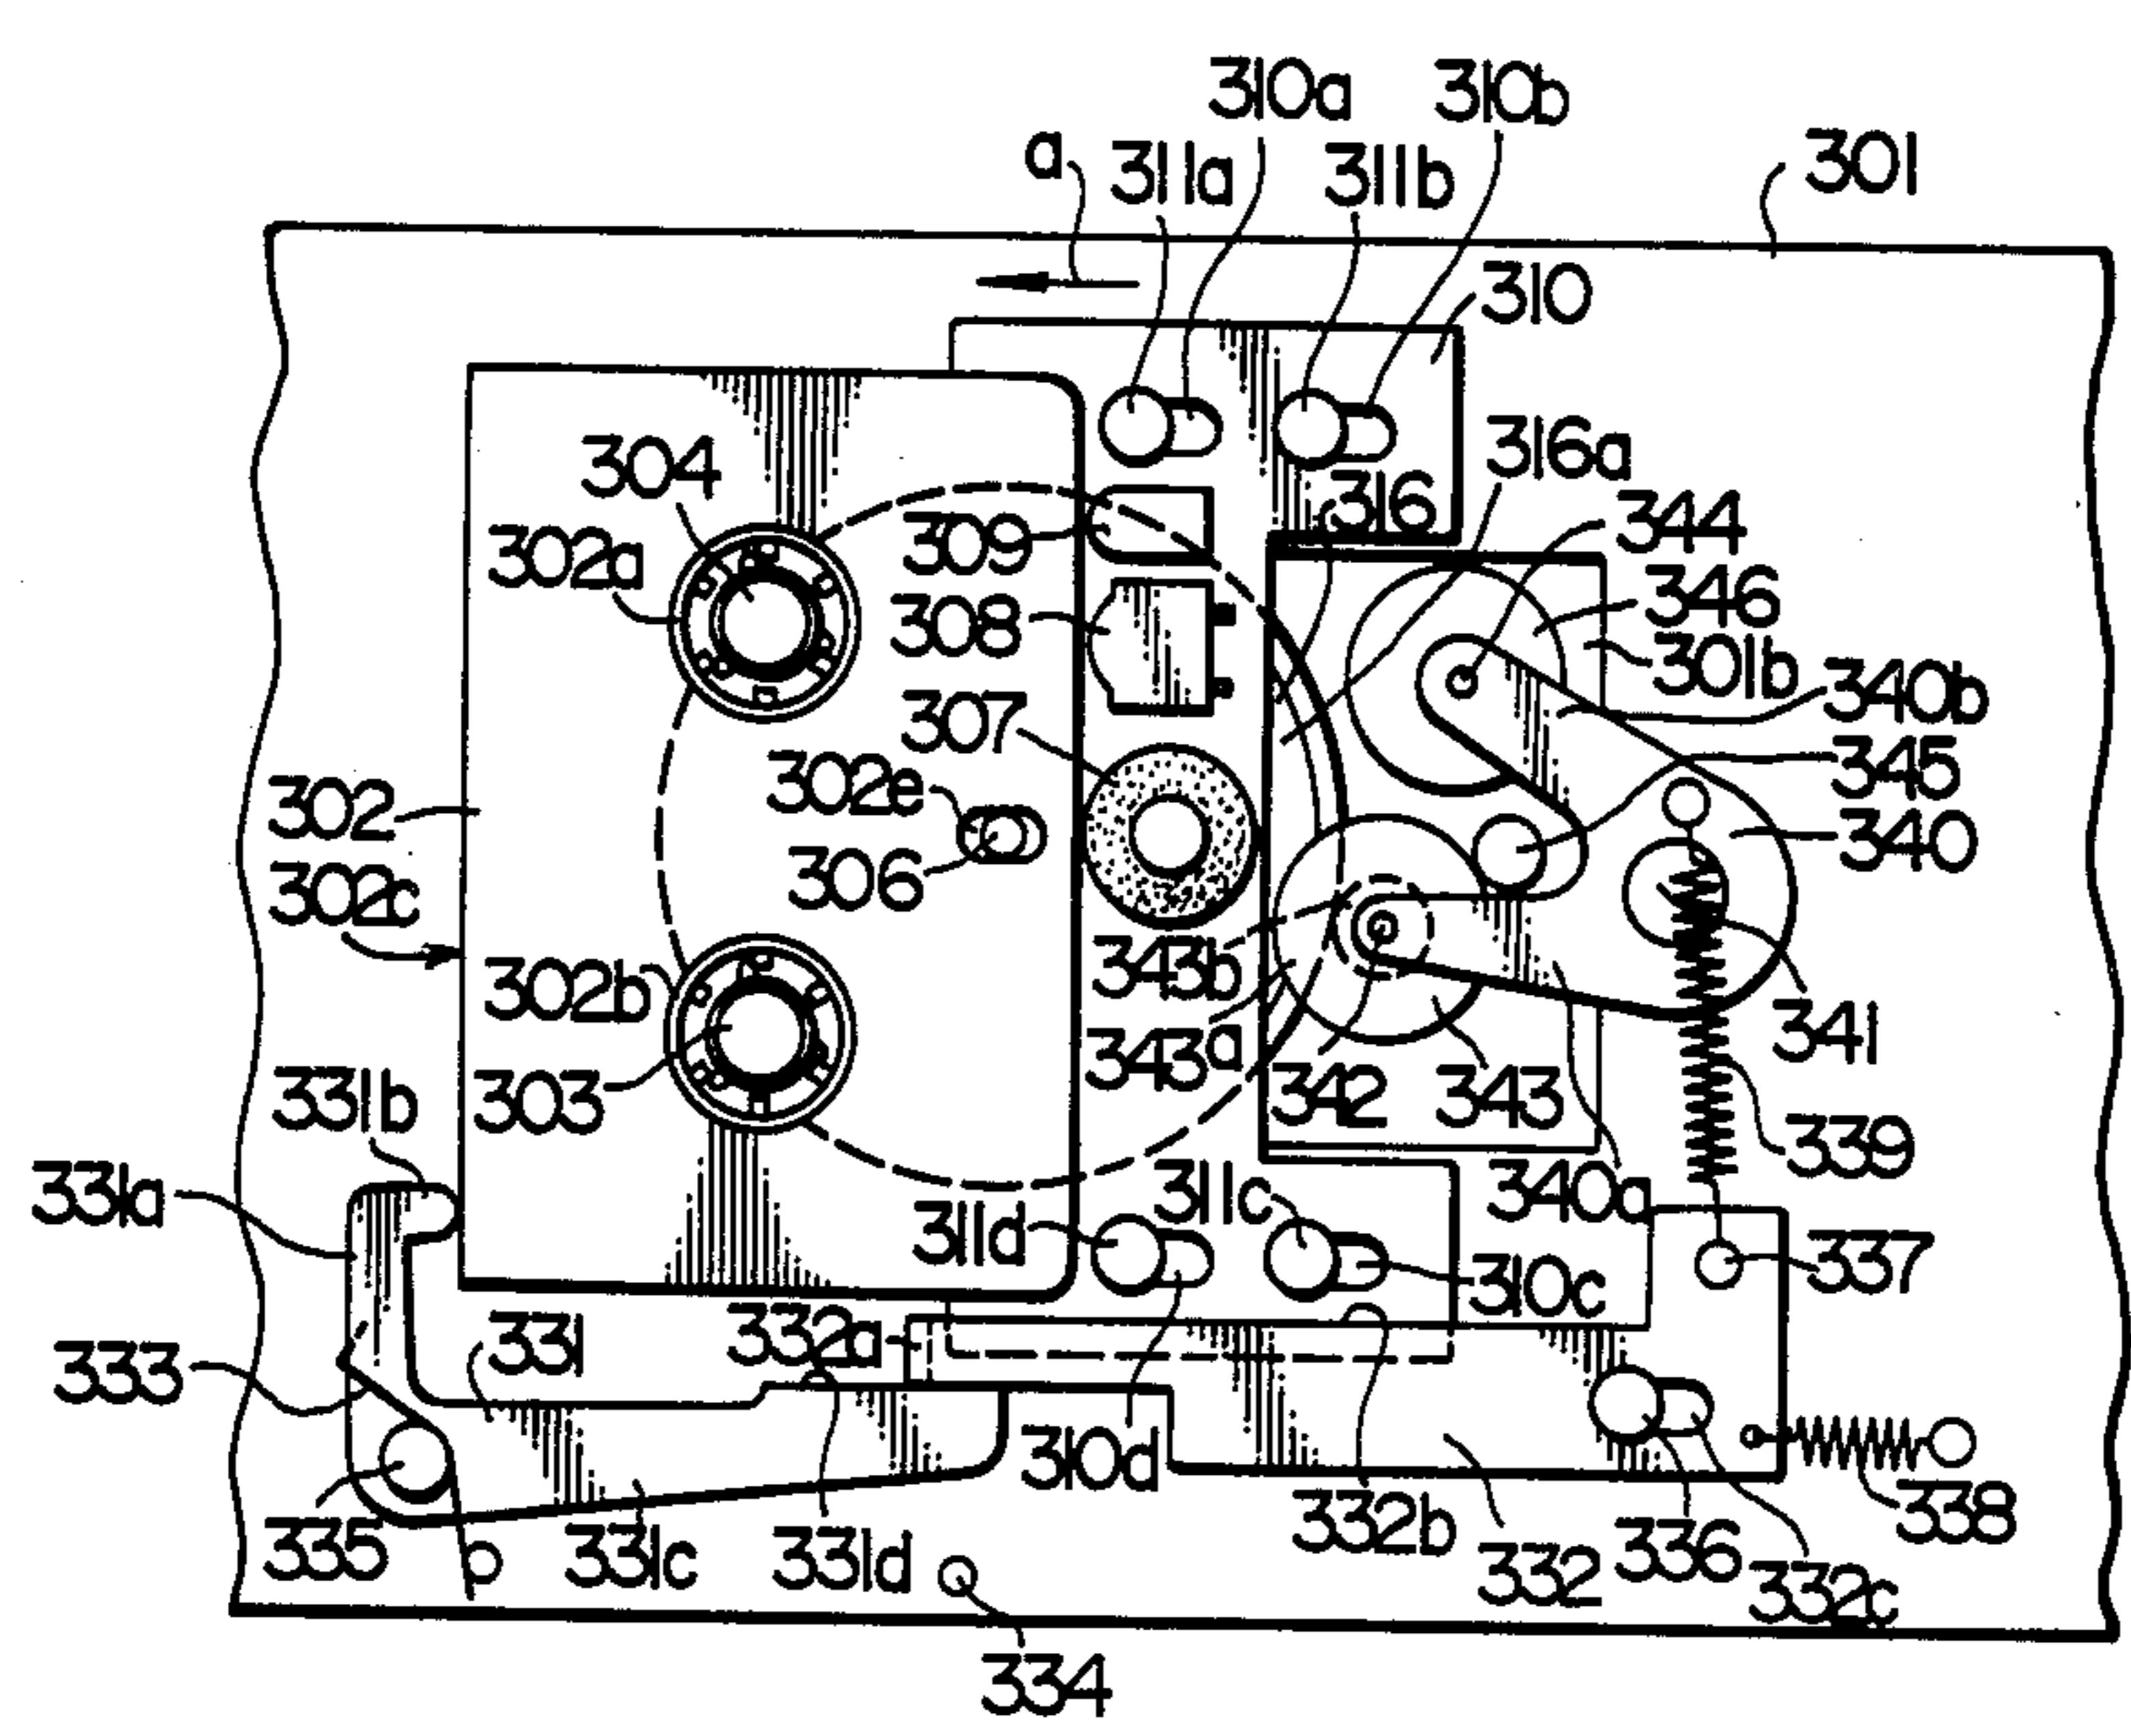 310a 310b
a 311a 311b 301
310
304 316a
302a 309 316 344
308 346
301b
307 340b
302e 345
302 306 340
302c
302b 343b
341
303 343a 342 343
331b 339
331a 311d 311c 340a
337
310c
333 331 332a
310d
335 331c 331d 332b 332 336 338
332c
334